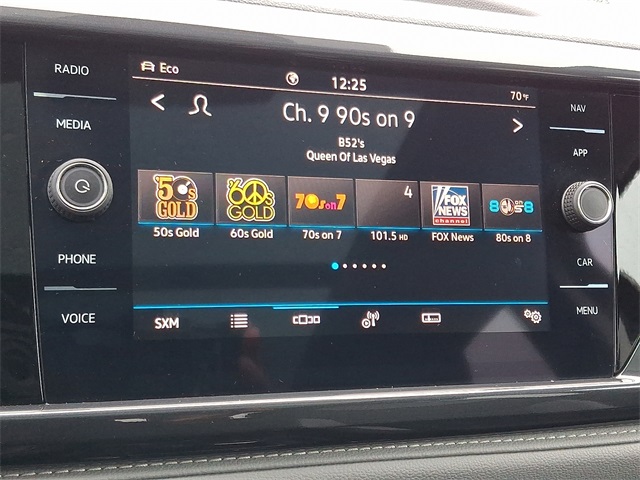 RADIO
MEDIA
PHONE
VOICE
Eco
12:25
70°F
Ch. 9 90s on 9
B52's
Queen Of Las Vegas
'50s GOLD
'60s GOLD
70s on 7
4
FOX NEWS channel
8 80s on 8
50s Gold
60s Gold
70s on 7
101.5 HD
FOX News
80s on 8
SXM
NAV
APP
CAR
MENU